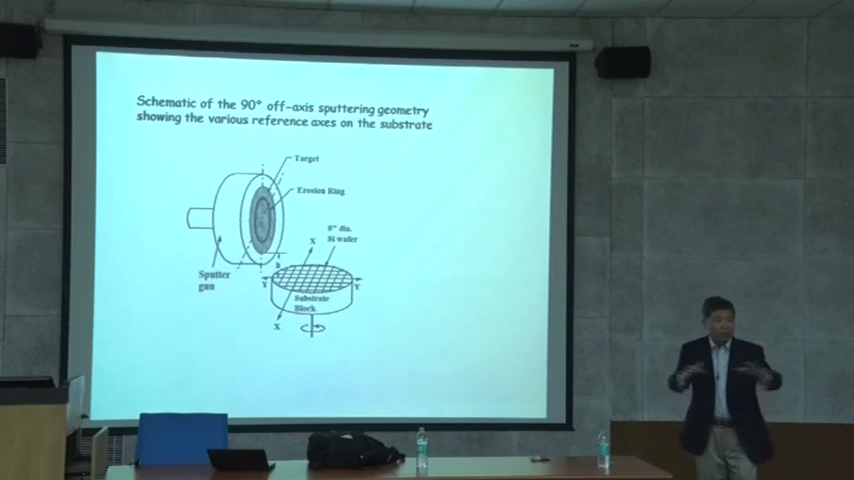 Schematic of the 90° off-axis sputtering geometry
showing the various reference axes on the substrate
Target
Erosion Ring
8" dia.
Si wafer
X
Sputter
gun
h
Y
Y
Substrate
Block
X